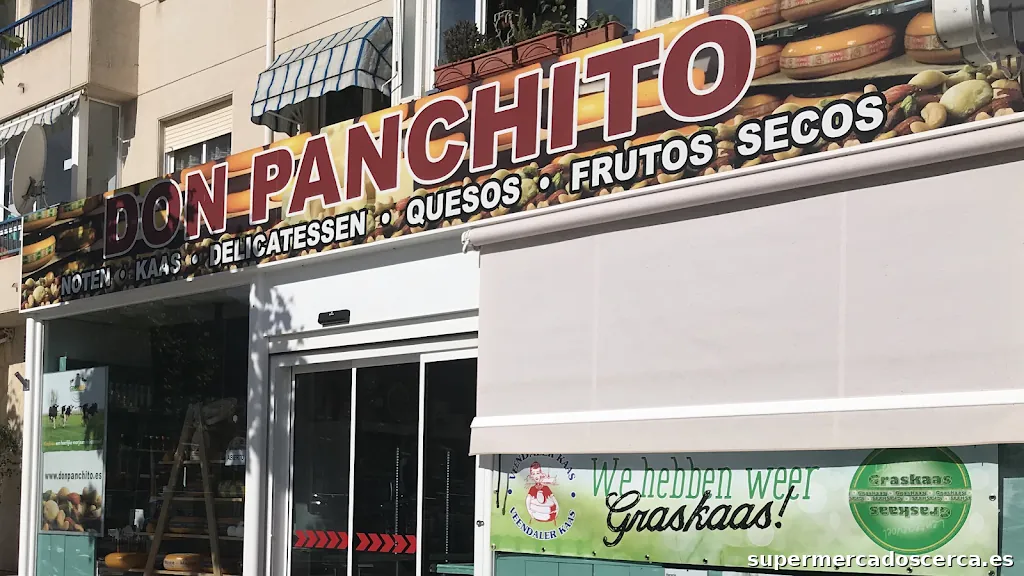 DON PANCHITO
NOTEN • KAAS • DELICATESSEN • QUESOS • FRUTOS SECOS
www.donpanchito.es
VEENDALER KAAS
We hebben weer
Graskaas!
VEENDALER KAAS
Graskaas
Graskaas
supermercadoscerca.es